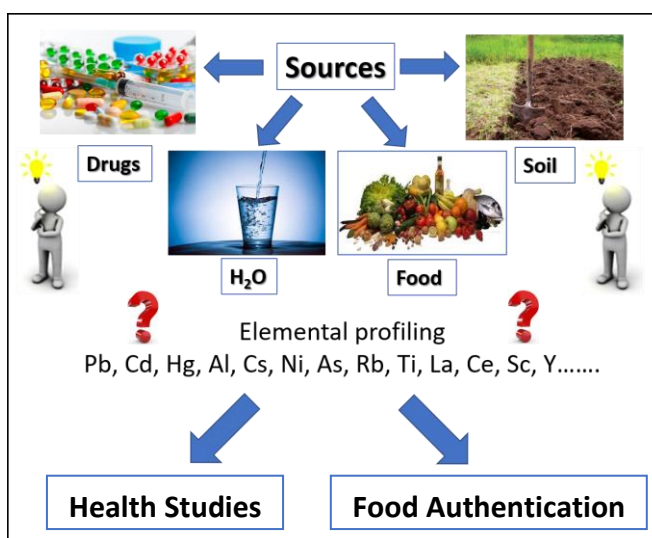 Sources
Drugs
Soil
H₂O
Food
Elemental profiling
Pb, Cd, Hg, Al, Cs, Ni, As, Rb, Ti, La, Ce, Sc, Y.......
Health Studies
Food Authentication